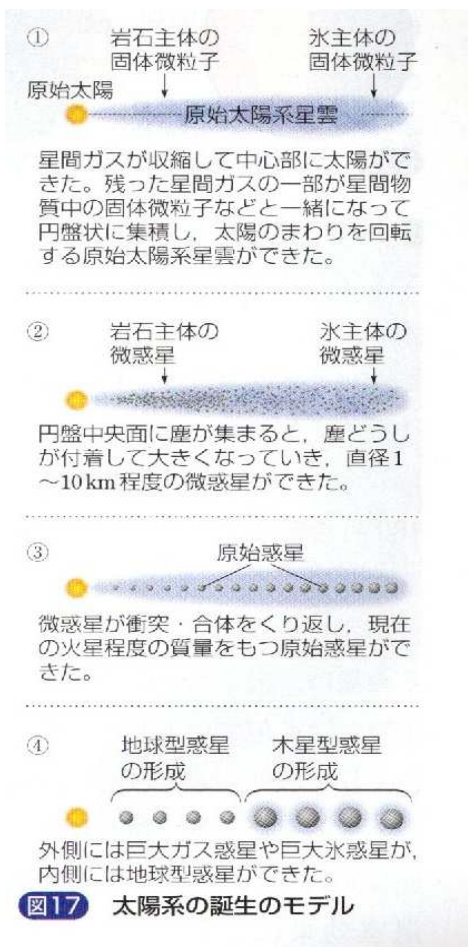 ①
岩石主体の
固体微粒子
氷主体の
固体微粒子
原始太陽
原始太陽系星雲
星間ガスが収縮して中心部に太陽がで
きた。残った星間ガスの一部が星間物
質中の固体微粒子などと一緒になって
円盤状に集積し，太陽のまわりを回転
する原始太陽系星雲ができた。
②
岩石主体の
微惑星
氷主体の
微惑星
円盤中央面に塵が集まると，塵どうし
が付着して大きくなっていき，直径1
～10km程度の微惑星ができた。
③
原始惑星
微惑星が衝突・合体をくり返し，現在
の火星程度の質量をもつ原始惑星がで
きた。
④
地球型惑星
の形成
木星型惑星
の形成
外側には巨大ガス惑星や巨大氷惑星が，
内側には地球型惑星ができた。
図17 太陽系の誕生のモデル